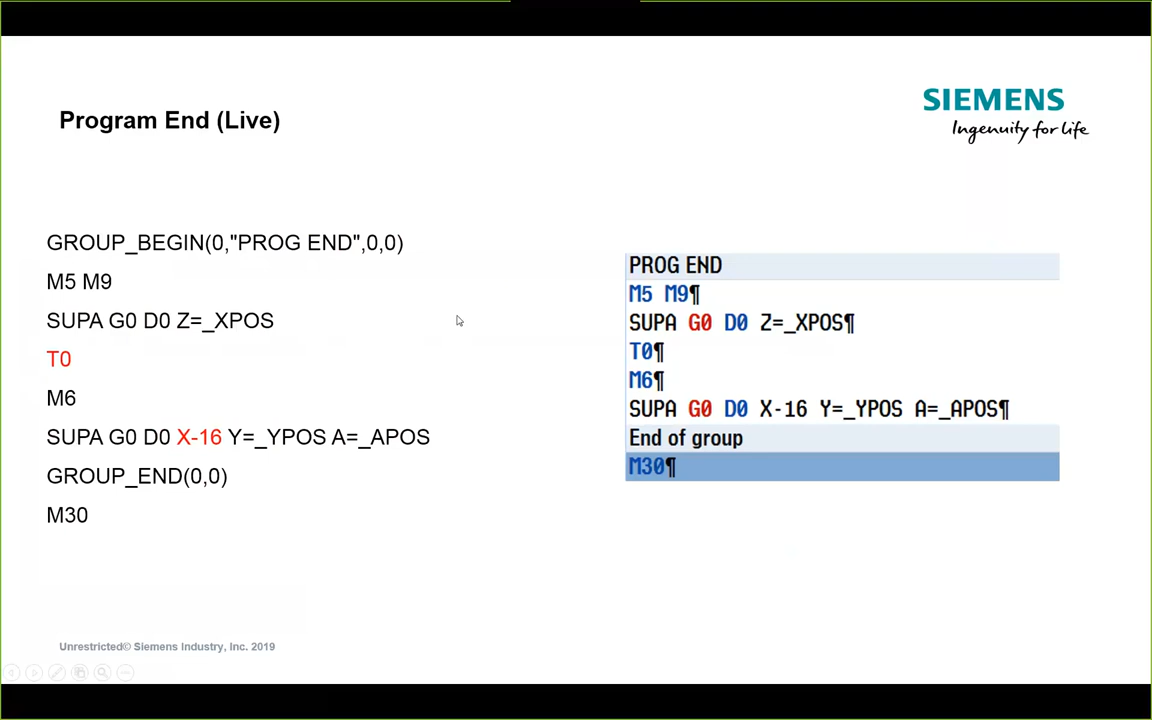 SIEMENS
Ingenuity for life
Program End (Live)
GROUP_BEGIN(0,"PROG END",0,0)
M5 M9
SUPA G0 D0 Z=_XPOS
T0
M6
SUPA G0 D0 X-16 Y=_YPOS A=_APOS
GROUP_END(0,0)
M30
PROG END
M5 M9¶
SUPA G0 D0 Z=_XPOS¶
T0¶
M6¶
SUPA G0 D0 X-16 Y=_YPOS A=_APOS¶
End of group
M30¶
Unrestricted© Siemens Industry, Inc. 2019